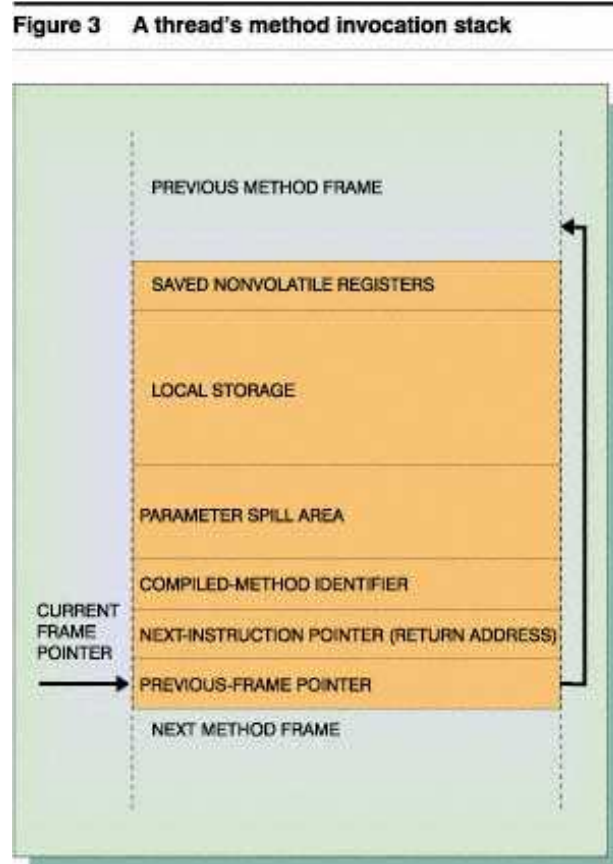 Figure 3 A thread's method invocation stack
PREVIOUS METHOD FRAME
SAVED NONVOLATILE REGISTERS
LOCAL STORAGE
PARAMETER SPILL AREA
COMPILED-METHOD IDENTIFIER
CURRENT
FRAME
POINTER
NEXT-INSTRUCTION POINTER (RETURN ADDRESS)
PREVIOUS-FRAME POINTER
NEXT METHOD FRAME